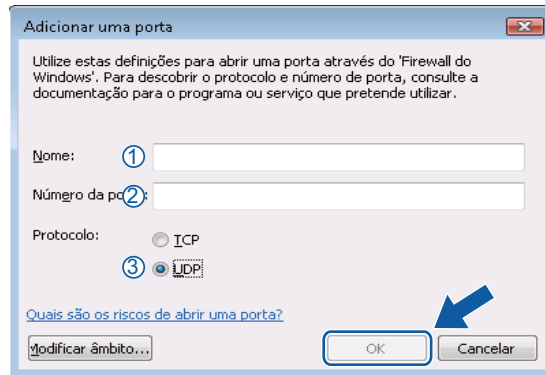 Adicionar uma porta
Utilize estas definições para abrir uma porta através do 'Firewall do
Windows'. Para descobrir o protocolo e número de porta, consulte a
documentação para o programa ou serviço que pretende utilizar.
Nome: 1
Número da po 2 :
Protocolo: TCP
3 UDP
Quais são os riscos de abrir uma porta?
Modificar âmbito... OK Cancelar